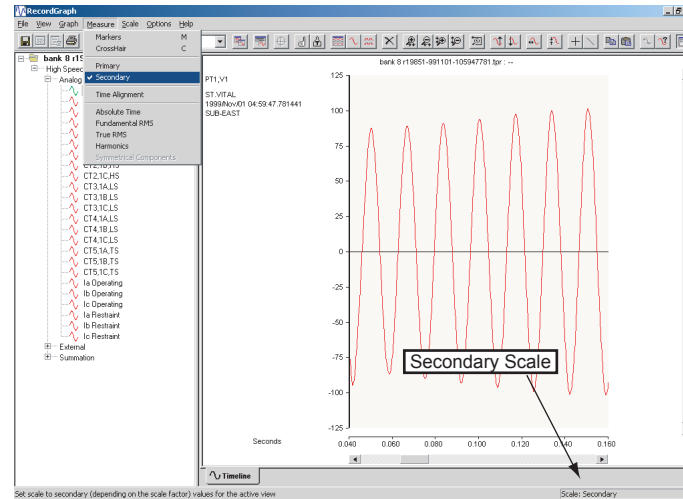 RecordGraph
File View Graph Measure Scale Options Help
Markers M
CrossHair C
Primary
Secondary
Time Alignment
Absolute Time
Fundamental RMS
True RMS
Harmonics
Symmetrical Components
bank 8 r19
High Speed
Analog
CT2,1B,HS
CT2,1C,HS
CT3,1A,LS
CT3,1B,LS
CT3,1C,LS
CT4,1A,LS
CT4,1B,LS
CT4,1C,LS
CT5,1A,TS
CT5,1B,TS
CT5,1C,TS
Ia Operating
Ib Operating
Ic Operating
Ia Restraint
Ib Restraint
Ic Restraint
External
Summation
bank 8 r19851-991101-105947781.tpr : --
PT1,V1
ST.VITAL
1999/Nov/01 04:59:47.781441
SUB-EAST
125
100
75
50
25
0
-25
-50
-75
-100
-125
Secondary Scale
Seconds
0.040 0.060 0.080 0.100 0.120 0.140 0.160
Timeline
Set scale to secondary (depending on the scale factor) values for the active view
Scale: Secondary